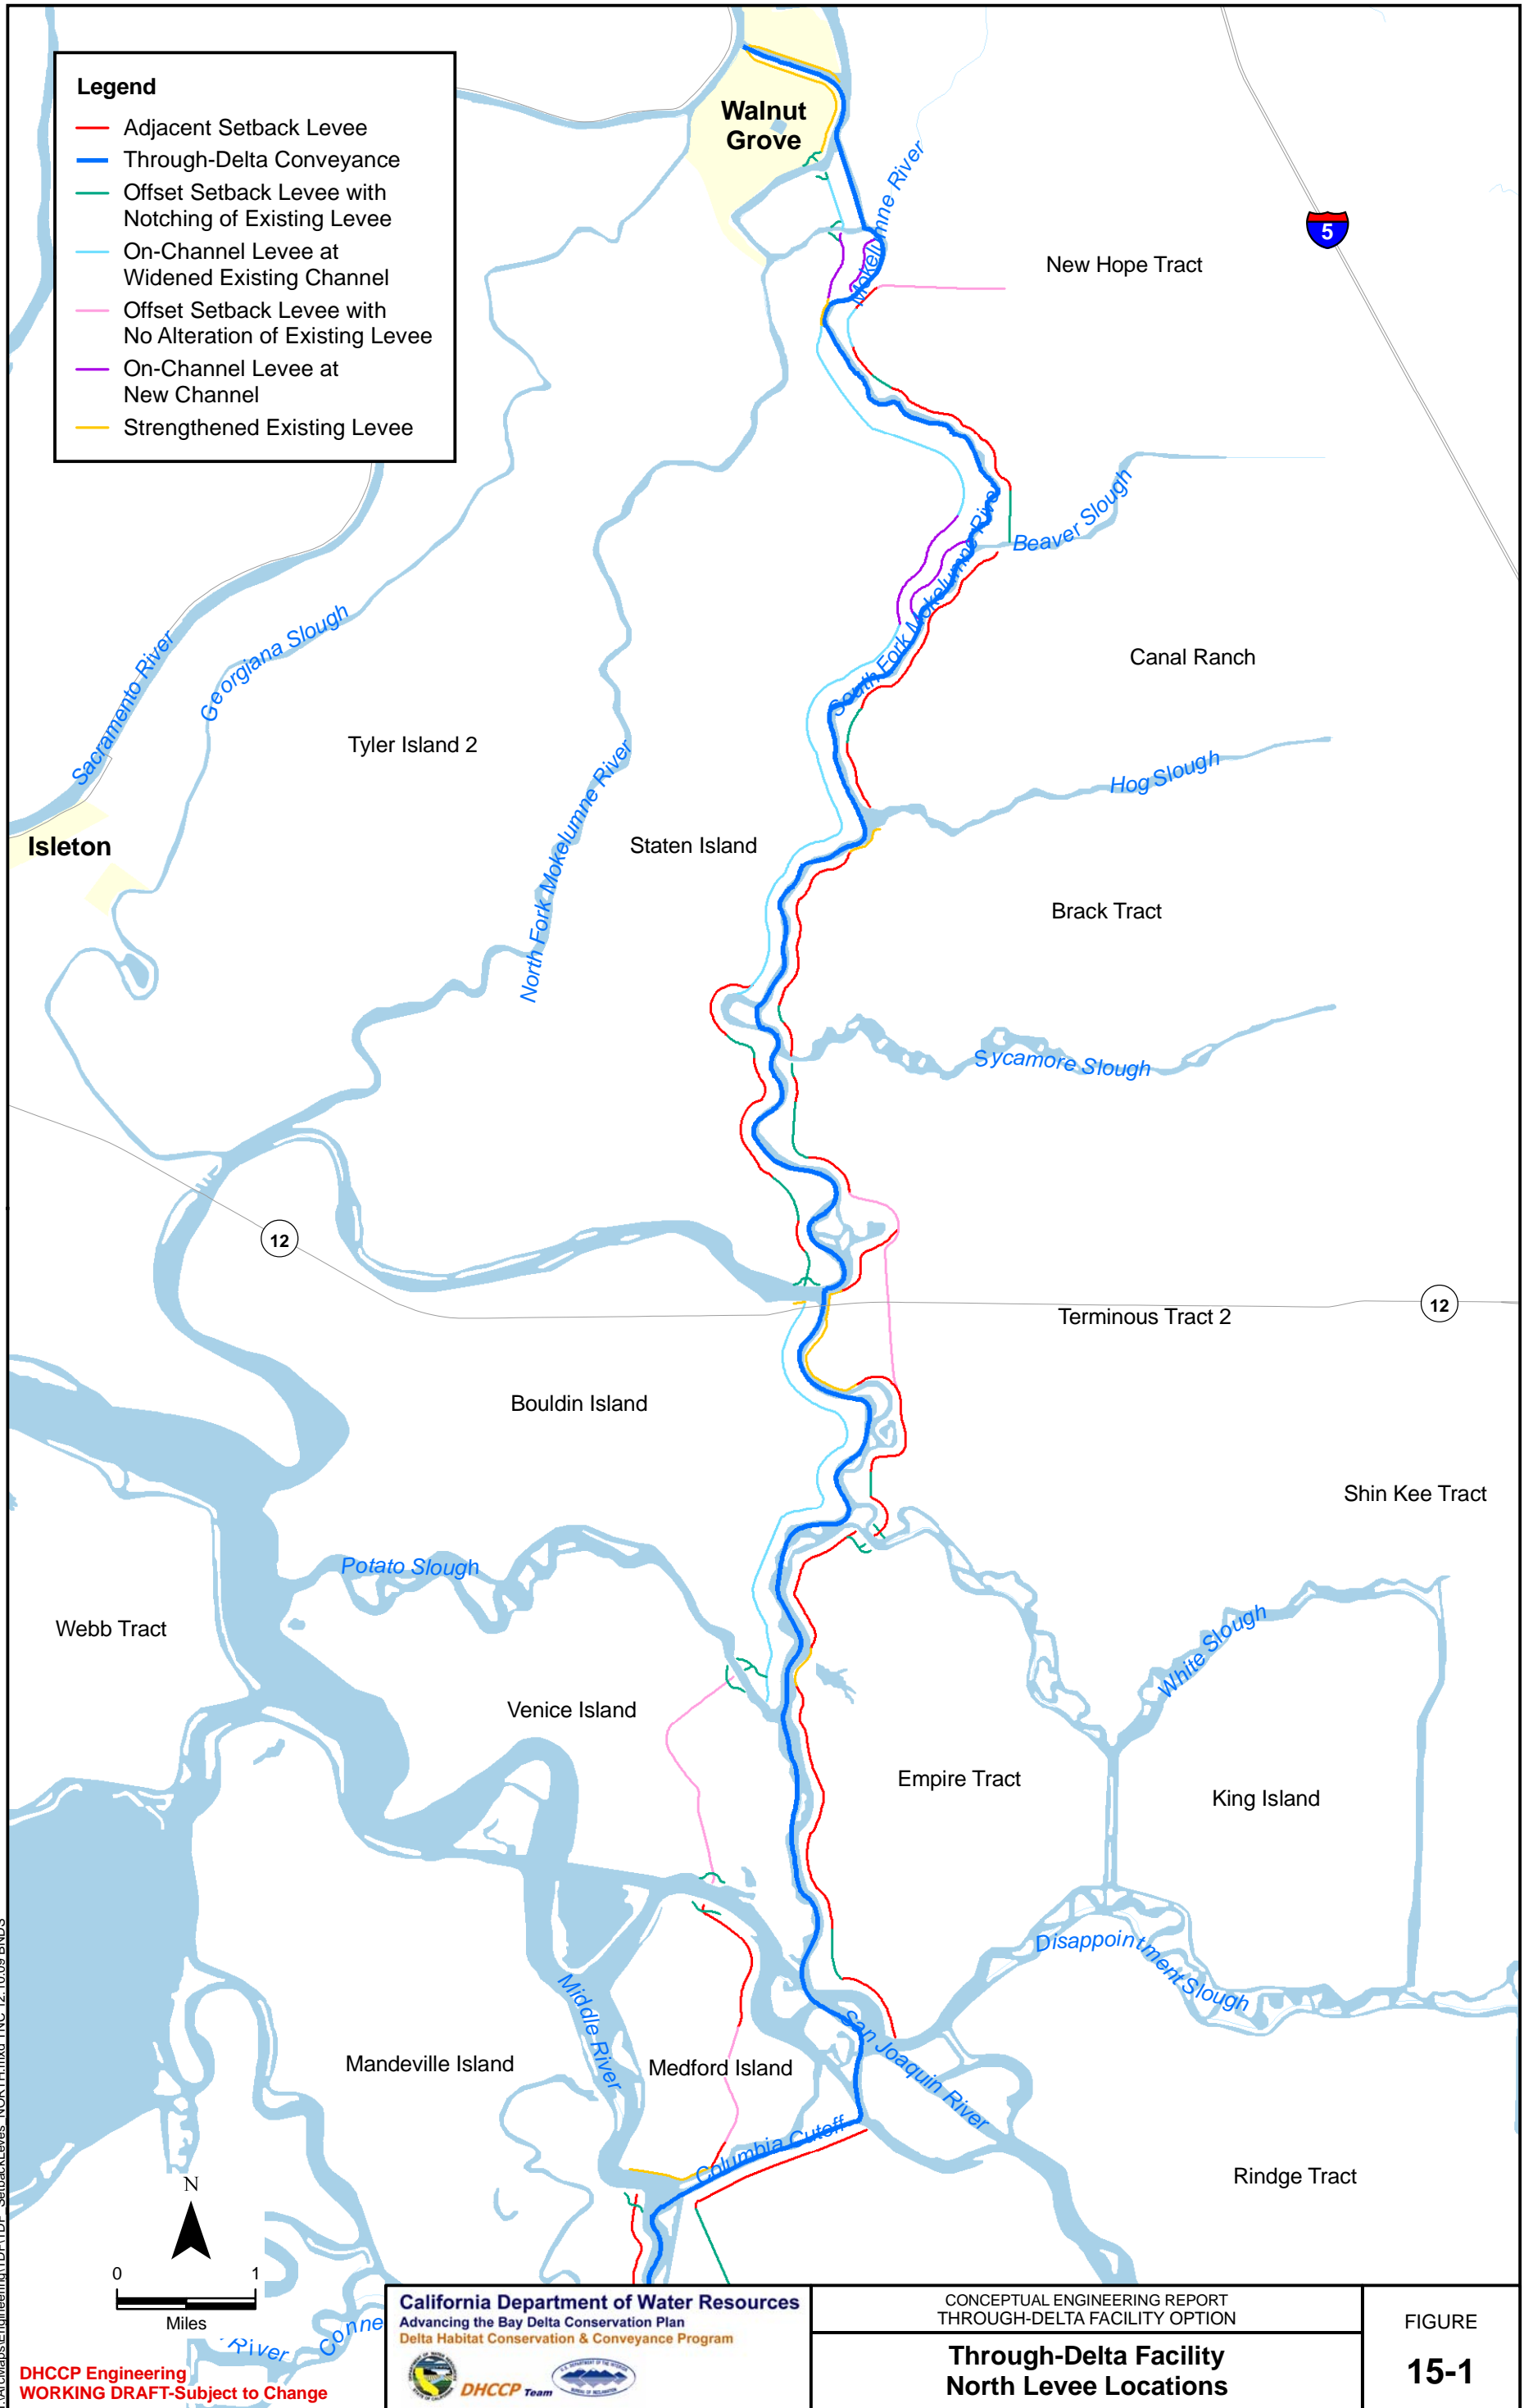 Legend
Adjacent Setback Levee
Through-Delta Conveyance
Offset Setback Levee with
Notching of Existing Levee
On-Channel Levee at
Widened Existing Channel
Offset Setback Levee with
No Alteration of Existing Levee
On-Channel Levee at
New Channel
Strengthened Existing Levee
Walnut
Grove
Mokelumne River
5
New Hope Tract
Beaver Slough
South Fork Mokelumne River
Canal Ranch
Sacramento River
Georgiana Slough
Tyler Island 2
North Fork Mokelumne River
Hog Slough
Isleton
Staten Island
Brack Tract
Sycamore Slough
12
12
Terminous Tract 2
Bouldin Island
Shin Kee Tract
Potato Slough
Webb Tract
White Slough
Venice Island
Empire Tract
King Island
Disappointment Slough
Middle River
San Joaquin River
Mandeville Island
Medford Island
Columbia Cutoff
Rindge Tract
N
0 1
Miles
River
Conne
DHCCP Engineering
WORKING DRAFT-Subject to Change
California Department of Water Resources
Advancing the Bay Delta Conservation Plan
Delta Habitat Conservation & Conveyance Program
DHCCP Team
CONCEPTUAL ENGINEERING REPORT
THROUGH-DELTA FACILITY OPTION
Through-Delta Facility
North Levee Locations
FIGURE
15-1